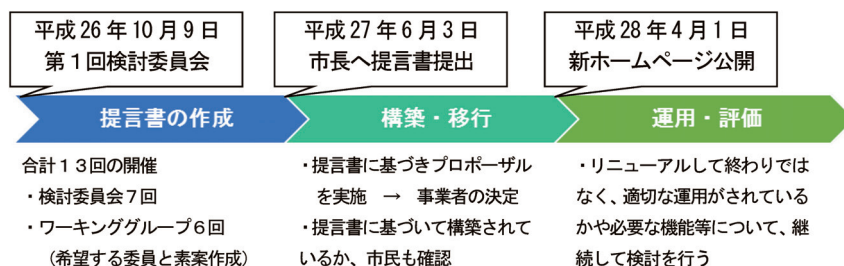 平成26年10月9日
第1回検討委員会
平成27年6月3日
市長へ提言書提出
平成28年4月1日
新ホームページ公開
提言書の作成
構築・移行
運用・評価
合計13回の開催
・検討委員会7回
・ワーキンググループ6回
(希望する委員と素案作成)
・提言書に基づきプロポーザル
を実施 → 事業者の決定
・提言書に基づいて構築されて
いるか、市民も確認
・リニューアルして終わりでは
なく、適切な運用がされている
かや必要な機能等について、継
続して検討を行う